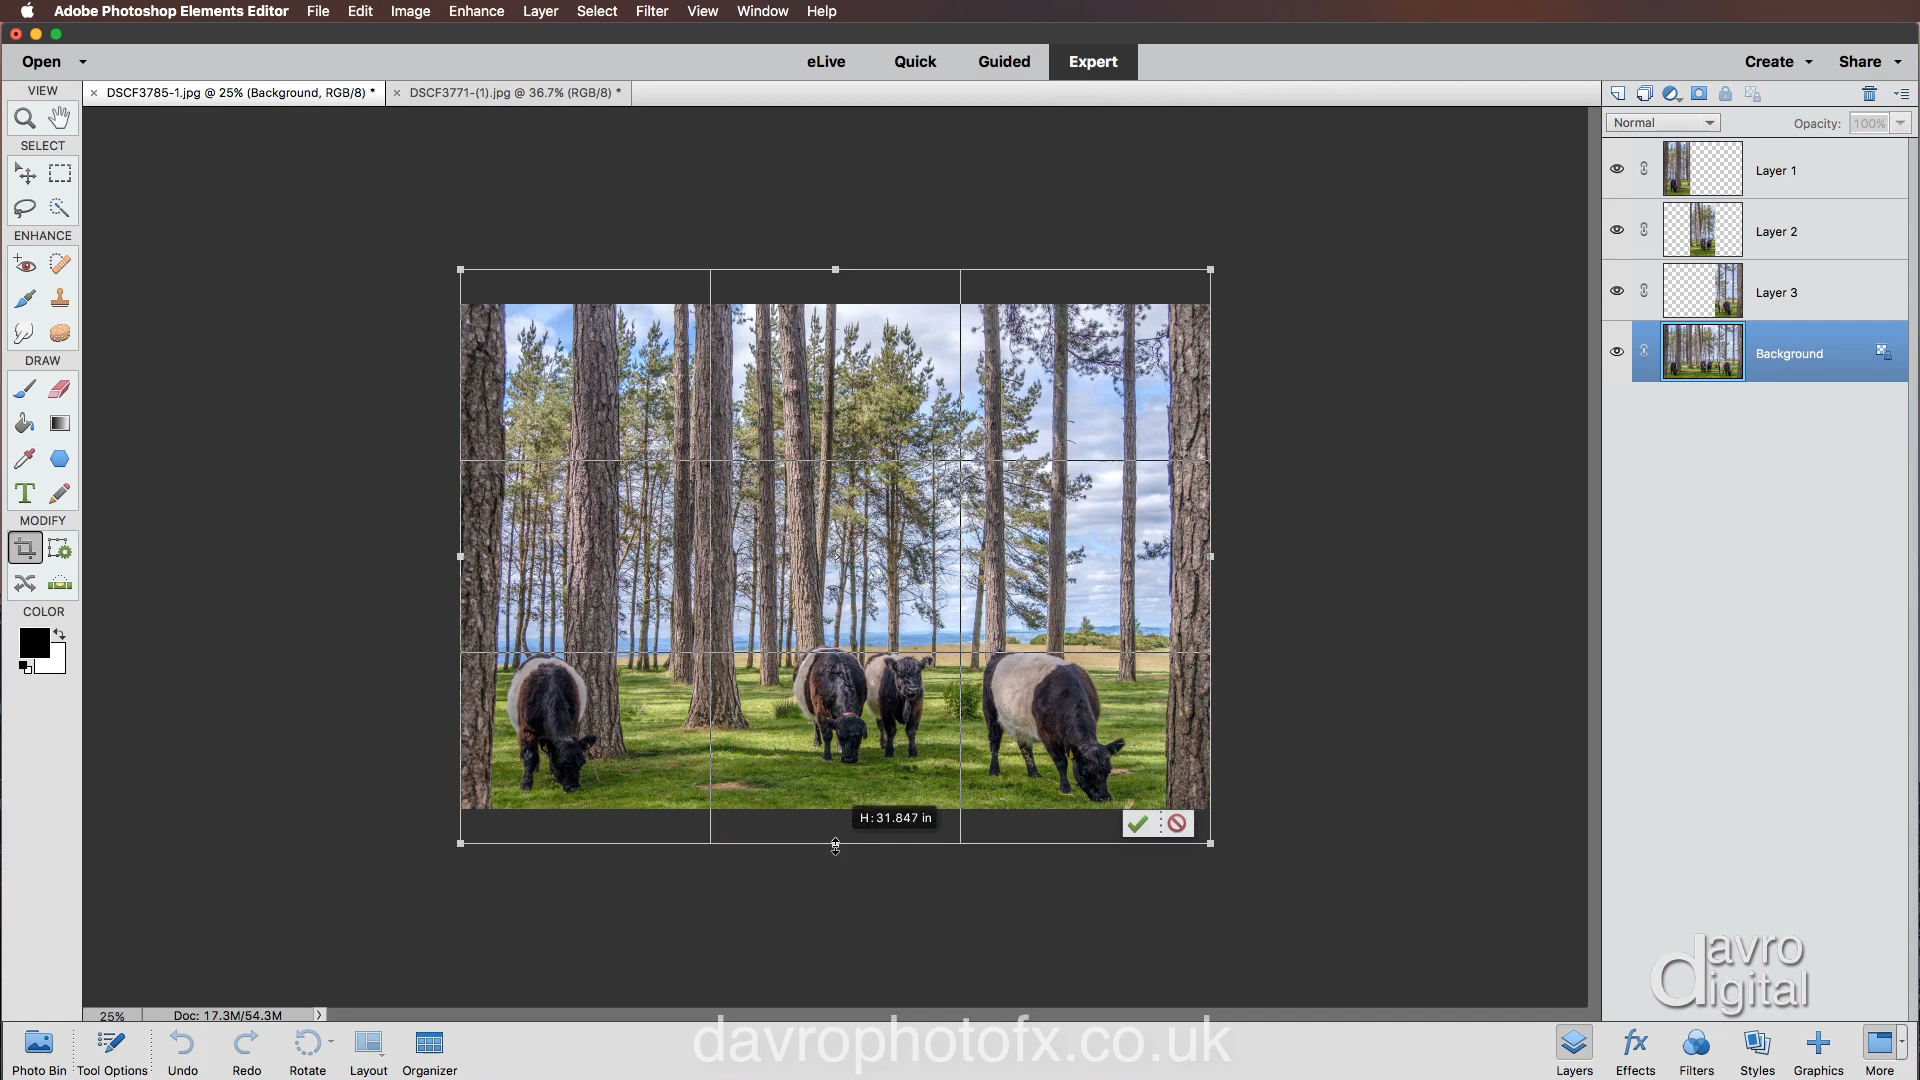 Adobe Photoshop Elements Editor File Edit Image Enhance Layer Select Filter View Window Help
Open eLive Quick Guided Expert Create Share
× DSCF3785-1.jpg @ 25% (Background, RGB/8) * × DSCF3771-(1).jpg @ 36.7% (RGB/8) *
VIEW
SELECT
ENHANCE
DRAW
T
MODIFY
COLOR
Normal Opacity: 100%
Layer 1
Layer 2
Layer 3
Background
H: 31.847 in
davro
digital
25% Doc: 17.3M/54.3M
davrophotofx.co.uk
Photo Bin Tool Options Undo Redo Rotate Layout Organizer
fx
Layers Effects Filters Styles Graphics More